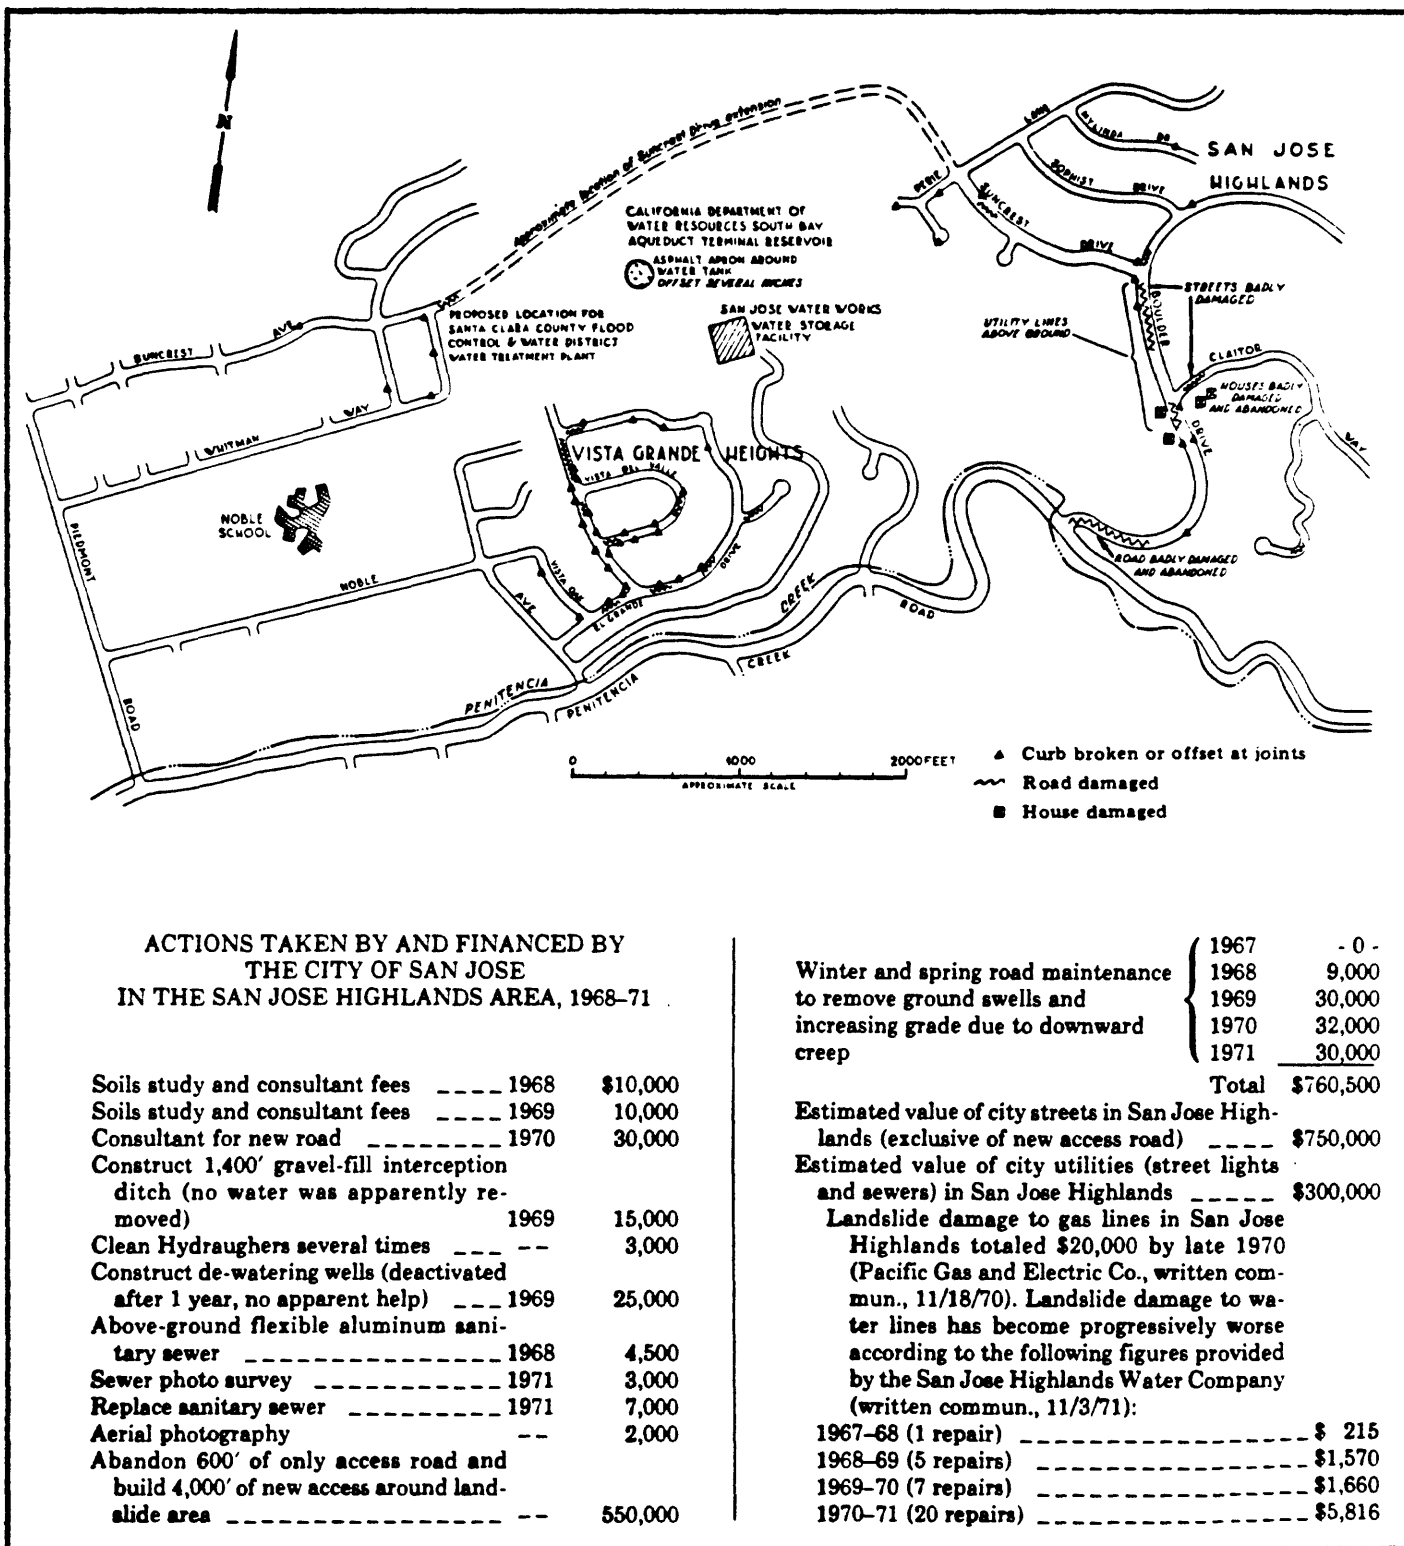 N
Approximate location of Suncrest Drive extension
CALIFORNIA DEPARTMENT OF
WATER RESOURCES SOUTH BAY
AQUEDUCT TERMINAL RESERVOIR
ASPHALT APRON AROUND
WATER TANK
OFFSET SEVERAL INCHES
SAN JOSE WATER WORKS
WATER STORAGE
FACILITY
PROPOSED LOCATION FOR
SANTA CLARA COUNTY FLOOD
CONTROL & WATER DISTRICT
WATER TREATMENT PLANT
SAN JOSE
HIGHLANDS
MYLINDA DR
SOPHIST DRIVE
SUNCREST DRIVE
STREETS BADLY
DAMAGED
UTILITY LINES
ABOVE GROUND
BOULDER DRIVE
CLAITOR WAY
HOUSES BADLY
DAMAGED
AND ABANDONED
ROAD BADLY DAMAGED
AND ABANDONED
SUNCREST AVE
WHITMAN WAY
VISTA GRANDE HEIGHTS
VISTA DEL VALLE
NOBLE
SCHOOL
NOBLE AVE
VISTA
EL GRANDE DRIVE
PIEDMONT ROAD
PENITENCIA CREEK
PENITENCIA CREEK ROAD
0 1000 2000 FEET
APPROXIMATE SCALE
Curb broken or offset at joints
Road damaged
House damaged
ACTIONS TAKEN BY AND FINANCED BY
THE CITY OF SAN JOSE
IN THE SAN JOSE HIGHLANDS AREA, 1968–71
Soils study and consultant fees ____ 1968 $10,000
Soils study and consultant fees ____ 1969 10,000
Consultant for new road ________ 1970 30,000
Construct 1,400′ gravel-fill interception
ditch (no water was apparently re-
moved) 1969 15,000
Clean Hydraughers several times ___ -- 3,000
Construct de-watering wells (deactivated
after 1 year, no apparent help) ___ 1969 25,000
Above-ground flexible aluminum sani-
tary sewer ______________ 1968 4,500
Sewer photo survey __________ 1971 3,000
Replace sanitary sewer ________ 1971 7,000
Aerial photography -- 2,000
Abandon 600′ of only access road and
build 4,000′ of new access around land-
slide area ________________ -- 550,000
1967 - 0 -
Winter and spring road maintenance 1968 9,000
to remove ground swells and 1969 30,000
increasing grade due to downward 1970 32,000
creep 1971 30,000
Total $760,500
Estimated value of city streets in San Jose High-
lands (exclusive of new access road) ____ $750,000
Estimated value of city utilities (street lights
and sewers) in San Jose Highlands _____ $300,000
Landslide damage to gas lines in San Jose
Highlands totaled $20,000 by late 1970
(Pacific Gas and Electric Co., written com-
mun., 11/18/70). Landslide damage to wa-
ter lines has become progressively worse
according to the following figures provided
by the San Jose Highlands Water Company
(written commun., 11/3/71):
1967–68 (1 repair) __________________ $ 215
1968–69 (5 repairs) _________________ $1,570
1969–70 (7 repairs) _________________ $1,660
1970–71 (20 repairs) ________________ $5,816